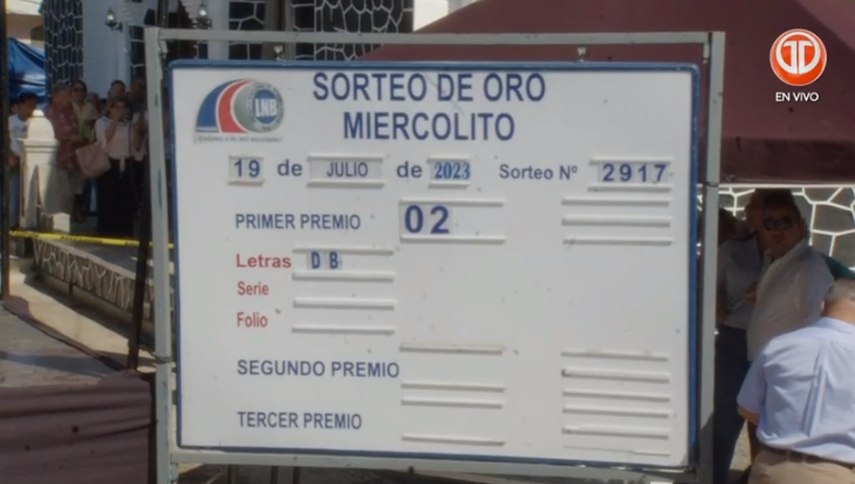 EN VIVO
LNB
SORTEO DE ORO
MIERCOLITO
19 de JULIO de 2023 Sorteo Nº 2917
PRIMER PREMIO 02
Letras D B
Serie
Folio
SEGUNDO PREMIO
TERCER PREMIO